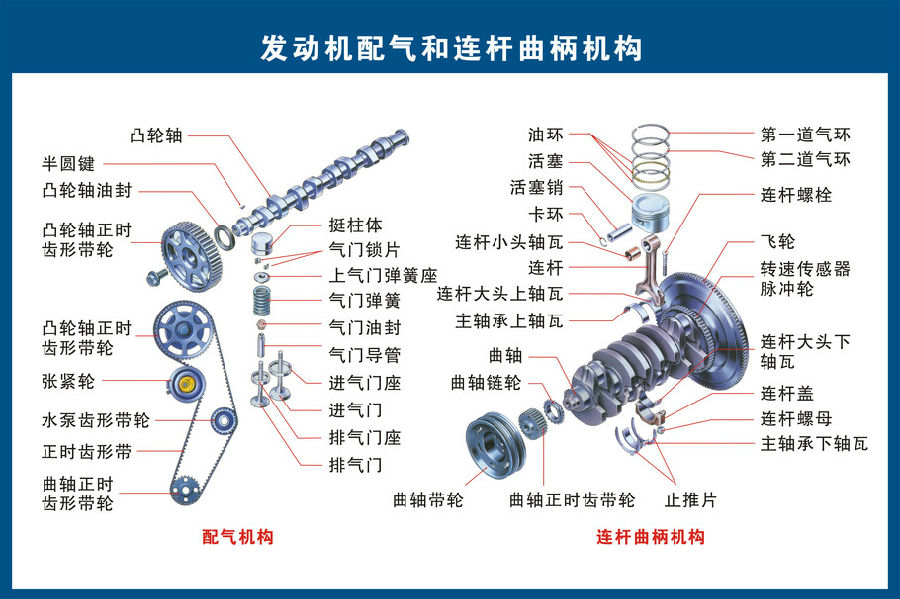 发动机配气和连杆曲柄机构
凸轮轴
半圆键
凸轮轴油封
凸轮轴正时
齿形带轮
凸轮轴正时
齿形带轮
张紧轮
水泵齿形带轮
正时齿形带
曲轴正时
齿形带轮
挺柱体
气门锁片
上气门弹簧座
气门弹簧
气门油封
气门导管
进气门座
进气门
排气门座
排气门
配气机构
油环
活塞
活塞销
卡环
连杆小头轴瓦
连杆
连杆大头上轴瓦
主轴承上轴瓦
曲轴
曲轴链轮
曲轴带轮
曲轴正时齿带轮
止推片
第一道气环
第二道气环
连杆螺栓
飞轮
转速传感器
脉冲轮
连杆大头下
轴瓦
连杆盖
连杆螺母
主轴承下轴瓦
连杆曲柄机构